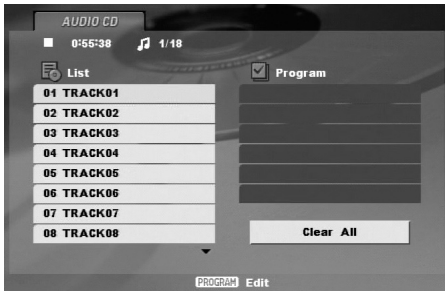 AUDIO CD
0:55:38 1/18
List
Program
01 TRACK01
02 TRACK02
03 TRACK03
04 TRACK04
05 TRACK05
06 TRACK06
07 TRACK07
08 TRACK08
Clear All
PROGRAM Edit